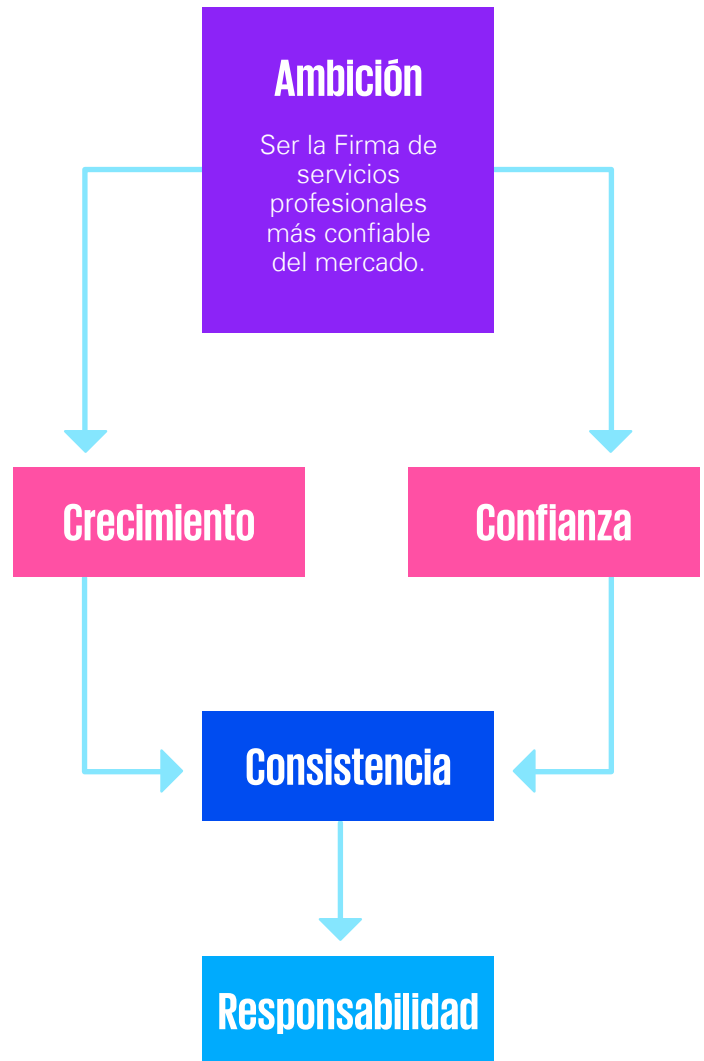 Ambición
Ser la Firma de
servicios
profesionales
más confiable
del mercado.
Crecimiento
Confianza
Consistencia
Responsabilidad